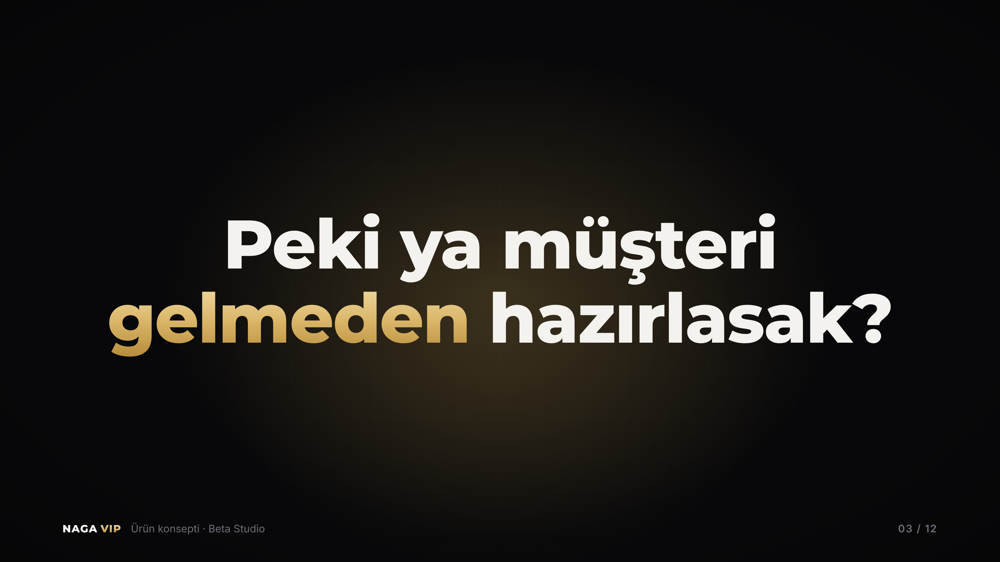 Peki ya müşteri
gelmeden hazırlasak?
NAGA VIP Ürün konsepti · Beta Studio
03 / 12